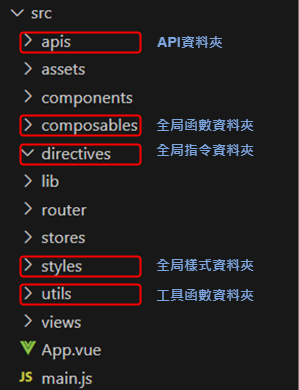 src
apis API資料夾
assets
components
composables 全局函數資料夾
directives 全局指令資料夾
lib
router
stores
styles 全局樣式資料夾
utils 工具函數資料夾
views
App.vue
JS main.js